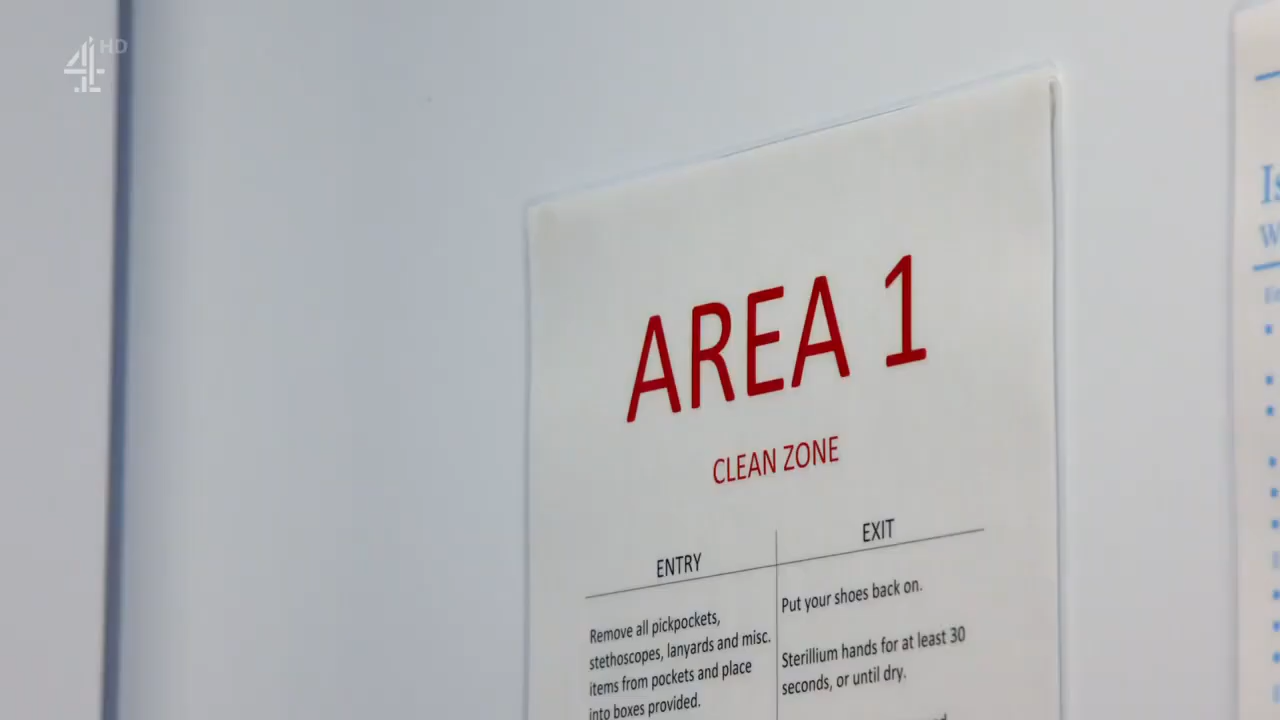 4 HD
AREA 1
CLEAN ZONE
ENTRY
EXIT
Remove all pickpockets,
stethoscopes, lanyards and misc.
items from pockets and place
into boxes provided.
Put your shoes back on.
Sterillium hands for at least 30
seconds, or until dry.